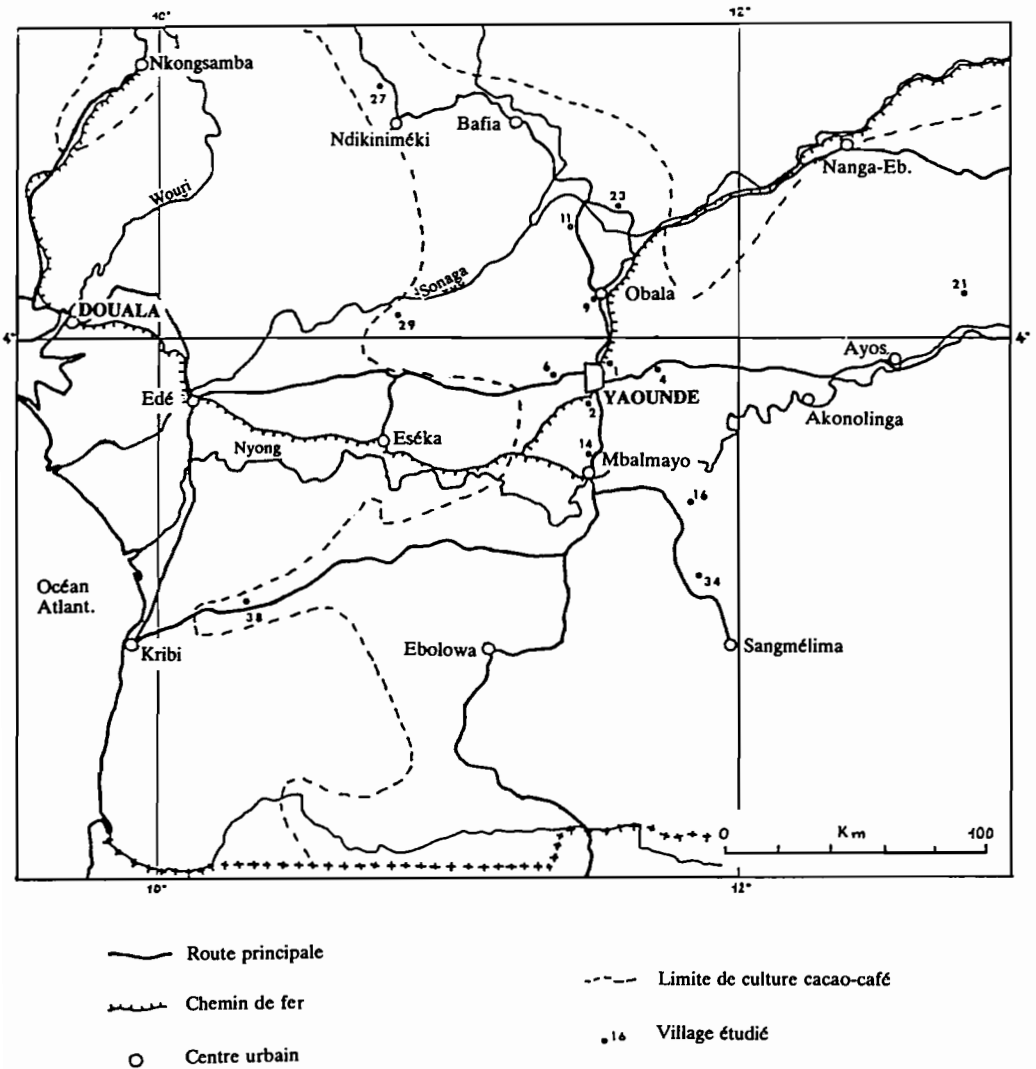 10° 12°
Nkongsamba
27
Ndikiniméki
Bafia
Nanga-Eb.
Wouri
23
11
Sonaga
Obala
9
21
DOUALA
29
4° 4°
Ayos
6
1
4
YAOUNDE
Edé
2
Akonolinga
Eséka
Nyong
14
Mbalmayo
16
Océan
Atlant.
34
38
Kribi
Ebolowa
Sangmélima
0 Km 100
10° 12°
Route principale
Limite de culture cacao-café
Chemin de fer
16 Village étudié
Centre urbain